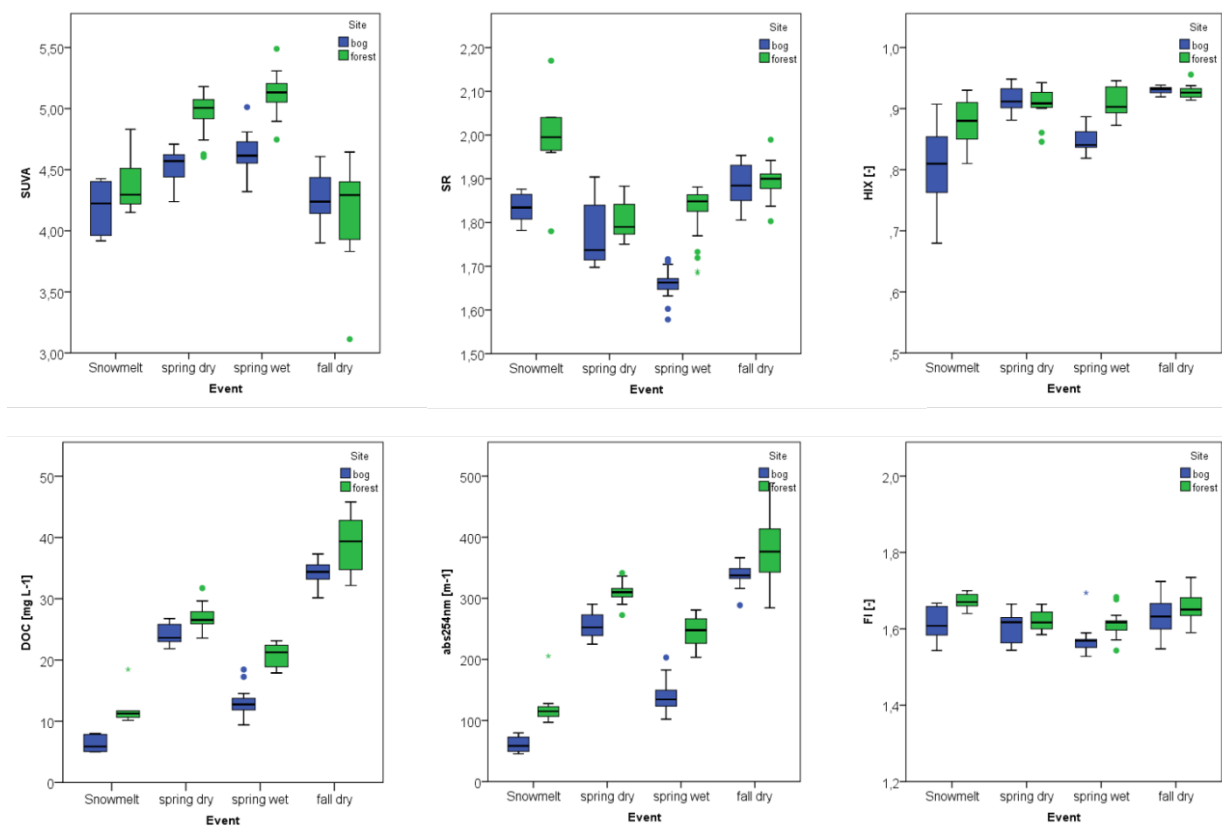 Site
bog
forest
SUVA
5,50
5,00
4,50
4,00
3,50
3,00
Snowmelt spring dry spring wet fall dry
Event
Site
bog
forest
SR
2,20
2,10
2,00
1,90
1,80
1,70
1,60
1,50
Snowmelt spring dry spring wet fall dry
Event
Site
bog
forest
HIX [-]
1,0
,9
,8
,7
,6
,5
Snowmelt spring dry spring wet fall dry
Event
Site
bog
forest
DOC [mg L-1]
50
40
30
20
10
0
Snowmelt spring dry spring wet fall dry
Event
Site
bog
forest
abs254nm [m-1]
500
400
300
200
100
0
Snowmelt spring dry spring wet fall dry
Event
Site
bog
forest
FI [-]
2,0
1,8
1,6
1,4
1,2
Snowmelt spring dry spring wet fall dry
Event